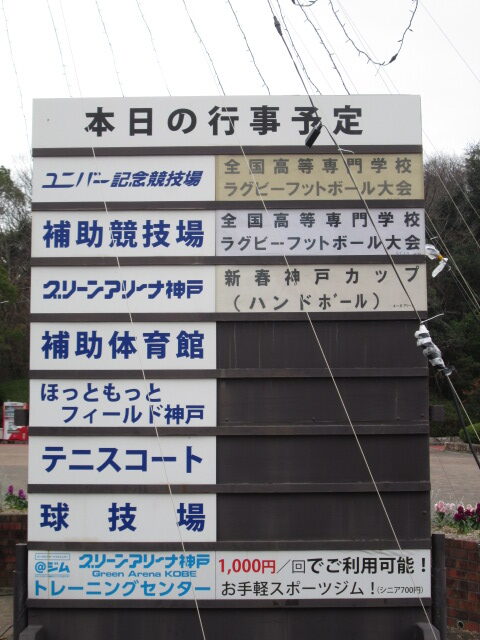 本日の行事予定
ユニバー記念競技場
全国高等専門学校
ラグビーフットボール大会
補助競技場
全国高等専門学校
ラグビーフットボール大会
グリーンアリーナ神戸
新春神戸カップ
（ハンドボール）
補助体育館
ほっともっと
フィールド神戸
テニスコート
球技場
@ジム
グリーンアリーナ神戸
Green Arena KOBE
トレーニングセンター
1,000円／回でご利用可能！
お手軽スポーツジム！（シニア700円）